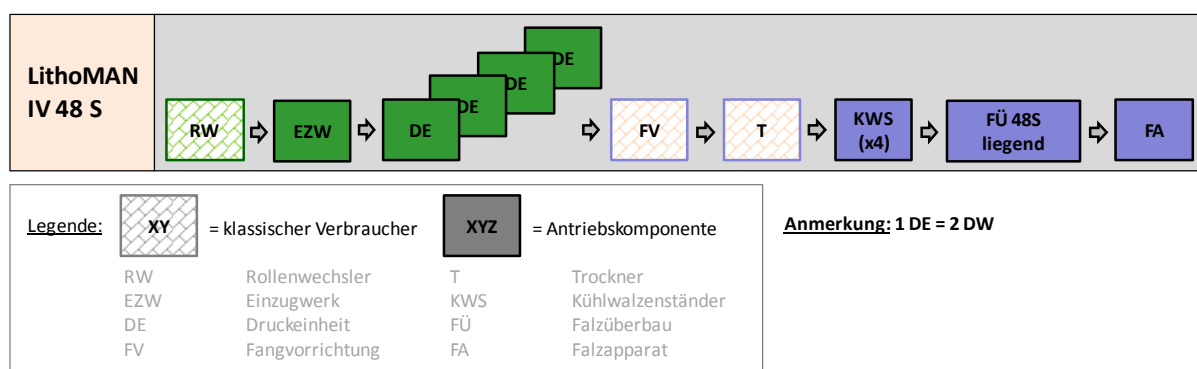 LithoMAN
IV 48 S
RW
EZW
DE
DE
DE
DE
FV
T
KWS
(x4)
FÜ 48S
liegend
FA
Legende:
XY
= klassischer Verbraucher
XYZ
= Antriebskomponente
Anmerkung: 1 DE = 2 DW
RW Rollenwechsler T Trockner
EZW Einzugwerk KWS Kühlwalzenständer
DE Druckeinheit FÜ Falzüberbau
FV Fangvorrichtung FA Falzapparat